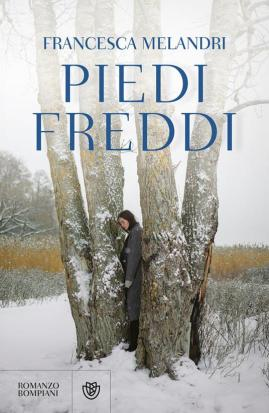 FRANCESCA MELANDRI
PIEDI
FREDDI
ROMANZO
BOMPIANI